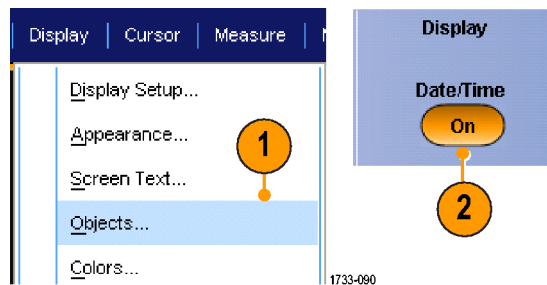 Display Cursor Measure
Display Setup...
Appearance...
Screen Text...
Objects...
Colors...
1
Display
Date/Time
On
2
1733-090